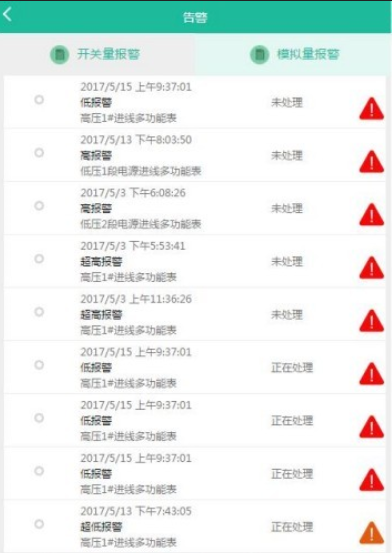 告警
开关量报警 模拟量报警
2017/5/15 上午9:37:01
低报警 未处理
高压1#进线多功能表
2017/5/13 下午8:03:50
高报警 未处理
低压1段电源进线多功能表
2017/5/3 下午6:08:26
高报警 未处理
低压2段电源进线多功能表
2017/5/3 下午5:53:41
超高报警 未处理
高压1#进线多功能表
2017/5/3 上午11:36:26
超高报警 未处理
高压1#进线多功能表
2017/5/15 上午9:37:01
低报警 正在处理
高压1#进线多功能表
2017/5/15 上午9:37:01
低报警 正在处理
高压1#进线多功能表
2017/5/15 上午9:37:01
低报警 正在处理
高压1#进线多功能表
2017/5/13 下午7:43:05
超低报警 正在处理
高压1#进线多功能表